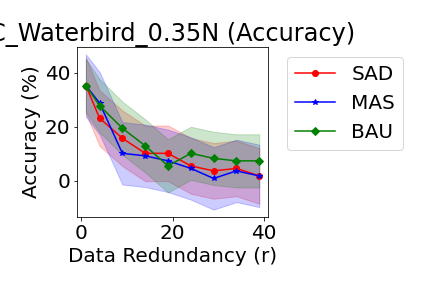 C_Waterbird_0.35N (Accuracy)
Accuracy (%)
40
20
0
0
20
40
Data Redundancy (r)
SAD
MAS
BAU